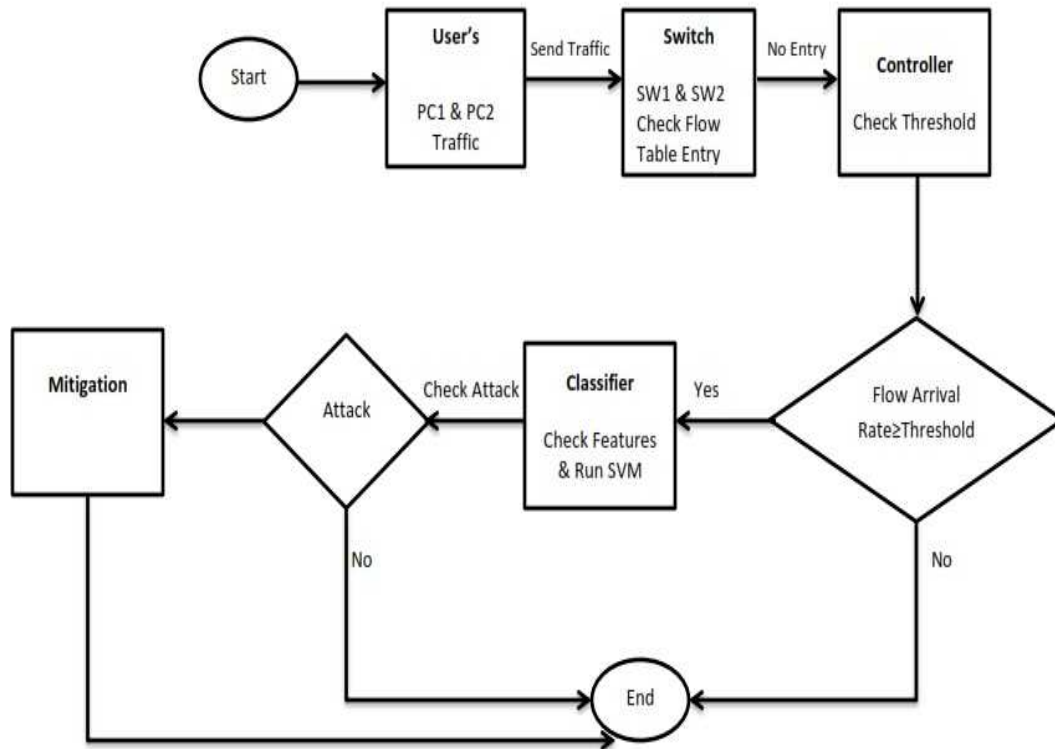 Start
User's
PC1 & PC2
Traffic
Send Traffic
Switch
SW1 & SW2
Check Flow
Table Entry
No Entry
Controller
Check Threshold
Flow Arrival
Rate≥Threshold
Yes
Classifier
Check Features
& Run SVM
Check Attack
Attack
Mitigation
No
No
End